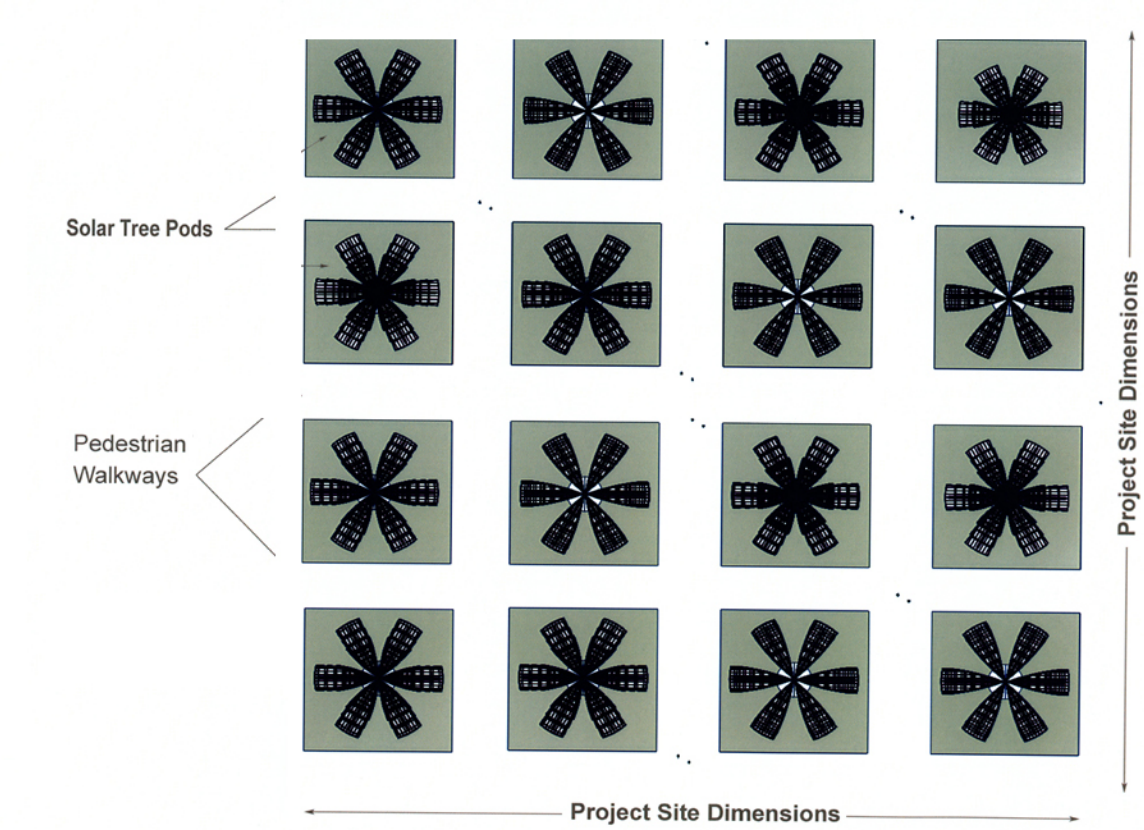 Solar Tree Pods
Pedestrian
Walkways
Project Site Dimensions
Project Site Dimensions